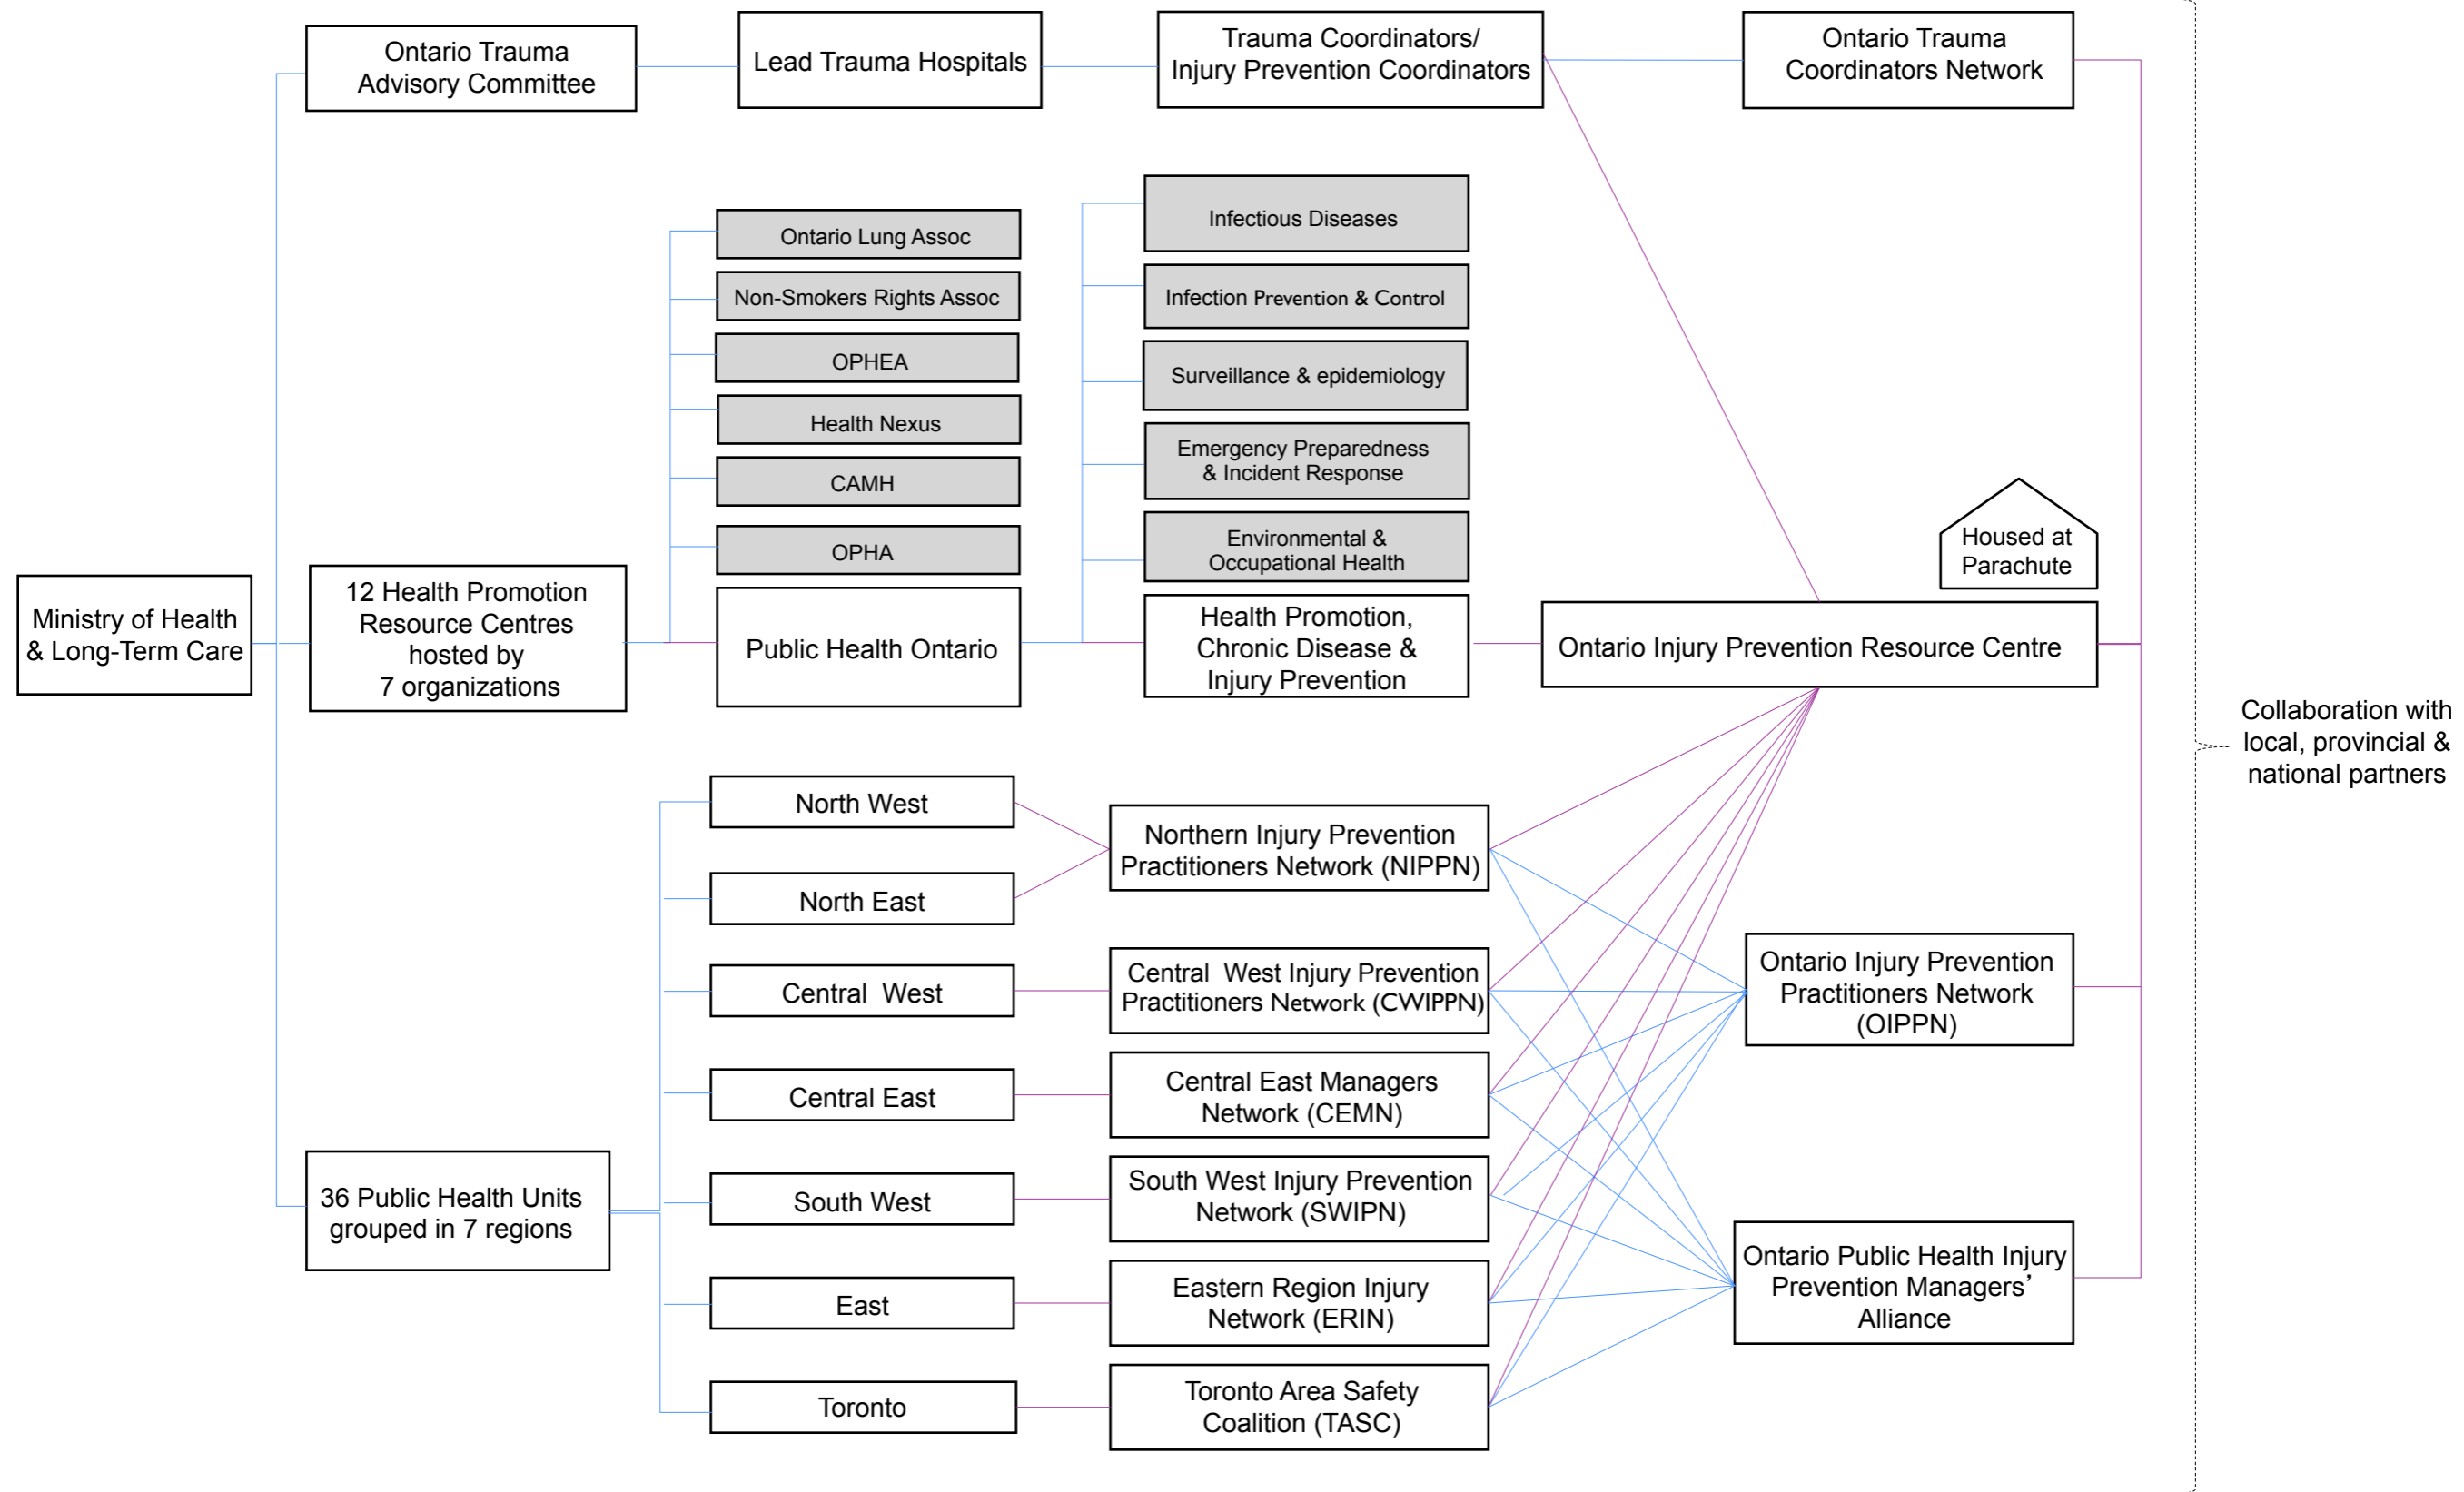 Ontario Trauma
Advisory Committee
Lead Trauma Hospitals
Trauma Coordinators/
Injury Prevention Coordinators
Ontario Trauma
Coordinators Network
Ontario Lung Assoc
Non-Smokers Rights Assoc
OPHEA
Health Nexus
CAMH
OPHA
Infectious Diseases
Infection Prevention & Control
Surveillance & epidemiology
Emergency Preparedness
& Incident Response
Environmental &
Occupational Health
Housed at
Parachute
Ministry of Health
& Long-Term Care
12 Health Promotion
Resource Centres
hosted by
7 organizations
Public Health Ontario
Health Promotion,
Chronic Disease &
Injury Prevention
Ontario Injury Prevention Resource Centre
Collaboration with
local, provincial &
national partners
36 Public Health Units
grouped in 7 regions
North West
North East
Central West
Central East
South West
East
Toronto
Northern Injury Prevention
Practitioners Network (NIPPN)
Central West Injury Prevention
Practitioners Network (CWIPPN)
Central East Managers
Network (CEMN)
South West Injury Prevention
Network (SWIPN)
Eastern Region Injury
Network (ERIN)
Toronto Area Safety
Coalition (TASC)
Ontario Injury Prevention
Practitioners Network
(OIPPN)
Ontario Public Health Injury
Prevention Managers’
Alliance